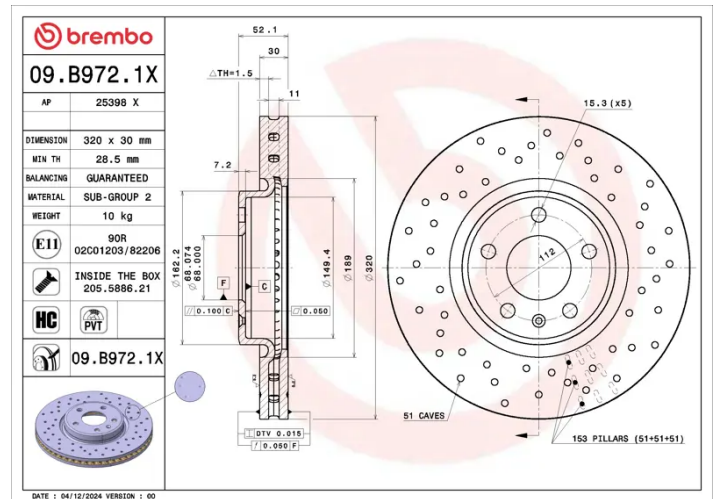 brembo
09.B972.1X
AP 25398 X
DIMENSION 320 x 30 mm
MIN TH 28.5 mm
BALANCING GUARANTEED
MATERIAL SUB-GROUP 2
WEIGHT 10 kg
E11 90R
02C01203/82206
INSIDE THE BOX
205.5886.21
HC PVT
09.B972.1X
DATE : 04/12/2024 VERSION : 00
52.1
30
△TH=1.5
11
7.2
Ø162.2
Ø 68.074
68.000
F
C
Ø149.4
Ø189
Ø320
// 0.100 C
0.050
DTV 0.015
0.050 F
15.3 (x5)
112
51 CAVES
153 PILLARS (51+51+51)